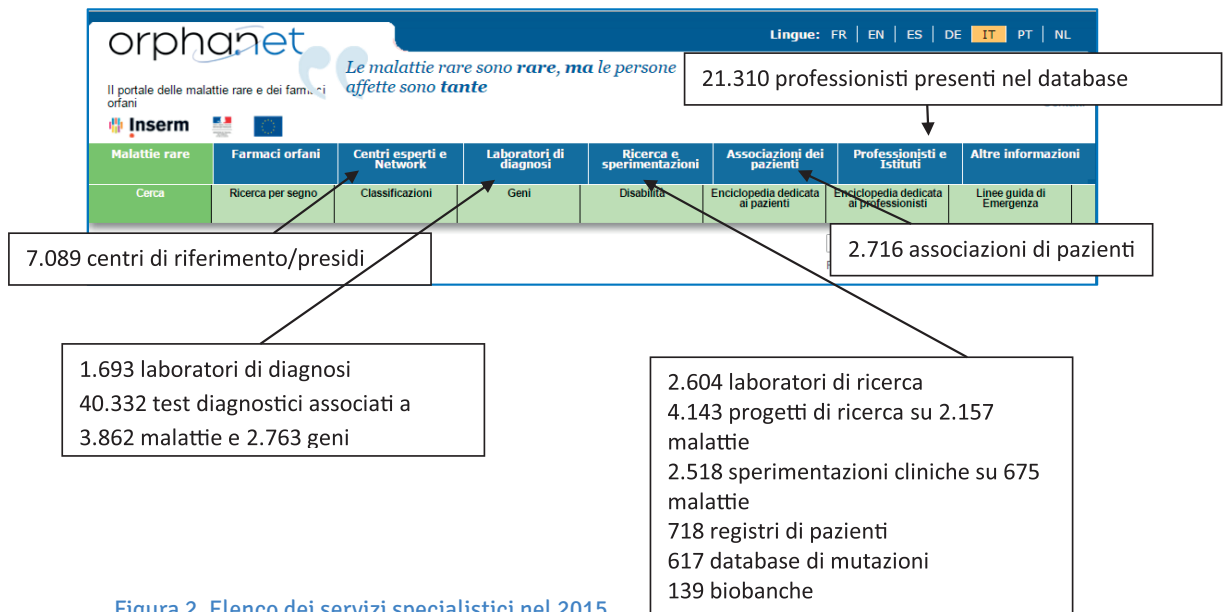 orphanet
Lingue: FR | EN | ES | DE IT PT | NL
Le malattie rare sono rare, ma le persone
affette sono tante
21.310 professionisti presenti nel database
Il portale delle malattie rare e dei
orfani
Inserm
Malattie rare
Farmaci orfani
Centri esperti e
Network
Laboratori di
diagnosi
Ricerca e
sperimentazioni
Associazioni dei
pazienti
Professionisti e
Istituti
Altre informazioni
Cerca
Ricerca per segno
Classificazioni
Geni
Disabilità
Enciclopedia dedicata
ai pazienti
Enciclopedia dedicata
ai professionisti
Linee guida di
Emergenza
7.089 centri di riferimento/presidi
2.716 associazioni di pazienti
1.693 laboratori di diagnosi
40.332 test diagnostici associati a
3.862 malattie e 2.763 geni
2.604 laboratori di ricerca
4.143 progetti di ricerca su 2.157
malattie
2.518 sperimentazioni cliniche su 675
malattie
718 registri di pazienti
617 database di mutazioni
139 biobanche
Figura 2. Elenco dei servizi specialistici nel 2015